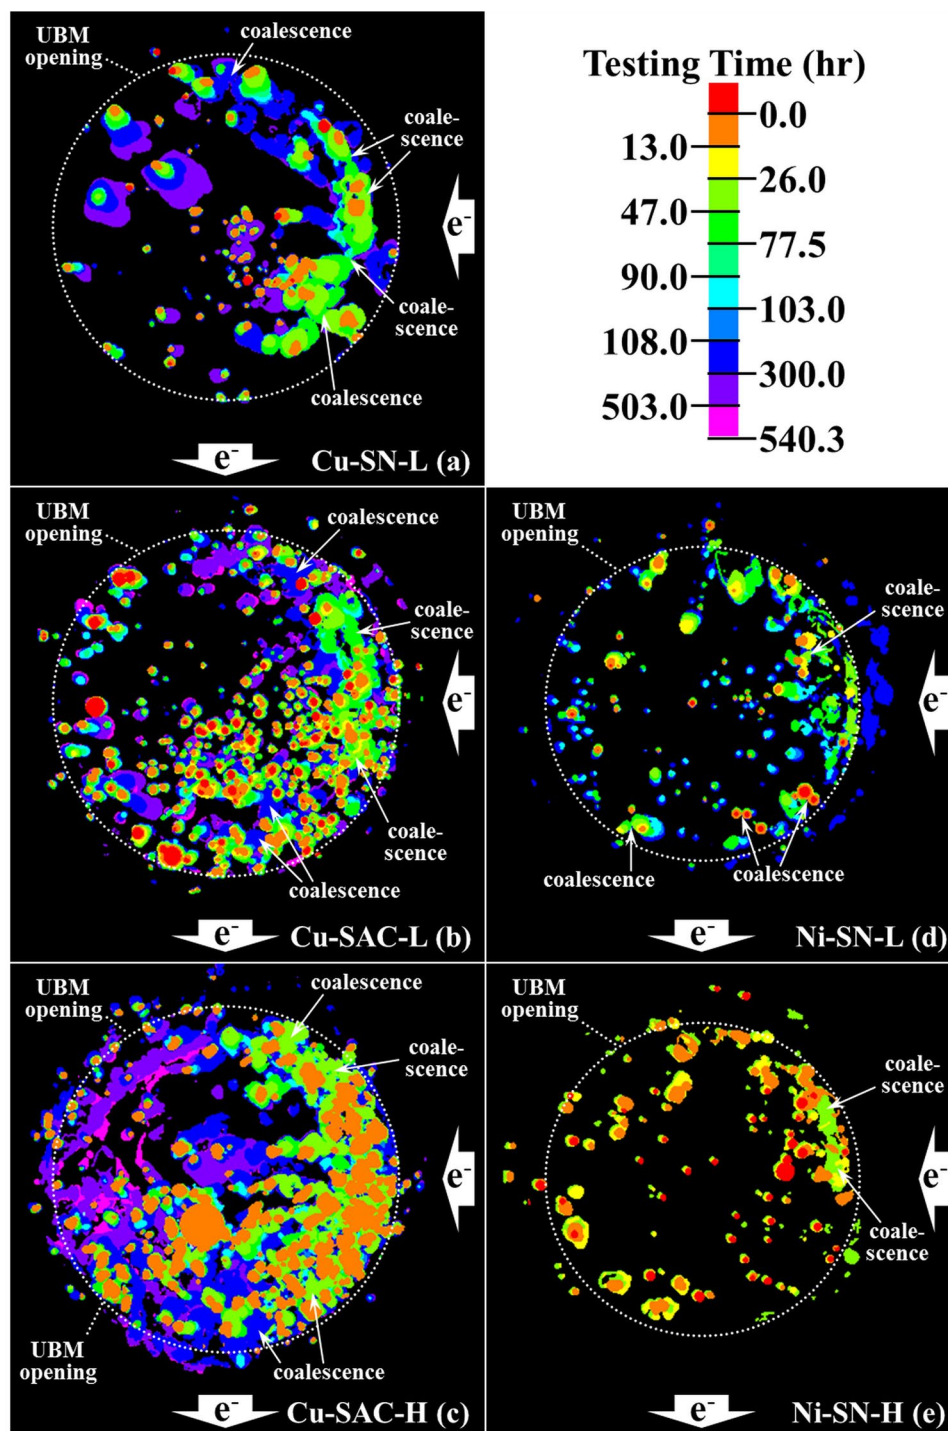 UBM
opening
coalescence
coale-
scence
e-
coale-
scence
coalescence
e-
Cu-SN-L (a)
Testing Time (hr)
0.0
13.0
26.0
47.0
77.5
90.0
103.0
108.0
300.0
503.0
540.3
UBM
opening
coalescence
coale-
scence
e-
coale-
scence
coalescence
e-
Cu-SAC-L (b)
UBM
opening
coale-
scence
e-
coalescence
coalescence
e-
Ni-SN-L (d)
UBM
opening
coalescence
coale-
scence
e-
UBM
opening
coalescence
e-
Cu-SAC-H (c)
UBM
opening
coale-
scence
e-
coale-
scence
e-
Ni-SN-H (e)